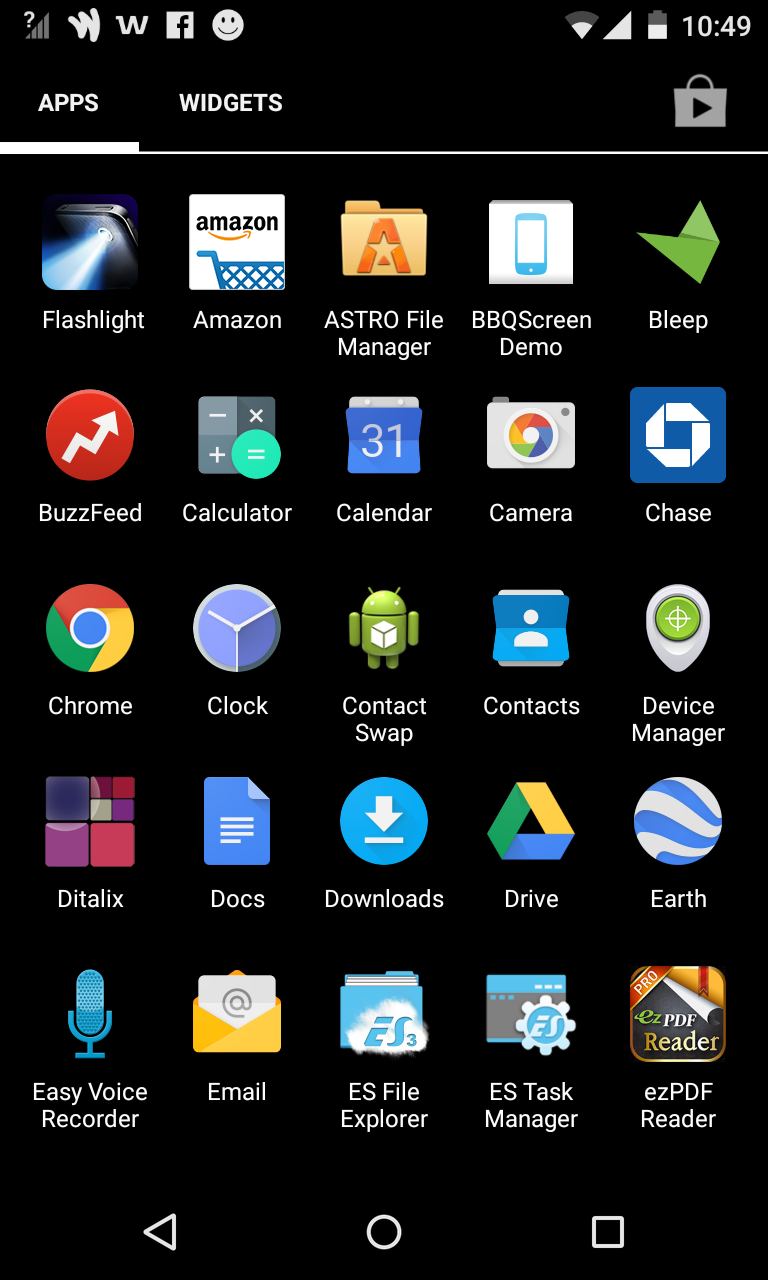 ? W f 10:49
APPS WIDGETS
amazon
Flashlight Amazon ASTRO File Manager BBQScreen Demo Bleep
31
BuzzFeed Calculator Calendar Camera Chase
Chrome Clock Contact Swap Contacts Device Manager
Ditalix Docs Downloads Drive Earth
@ ES 3 ES PRO ezPDF Reader
Easy Voice Recorder Email ES File Explorer ES Task Manager ezPDF Reader